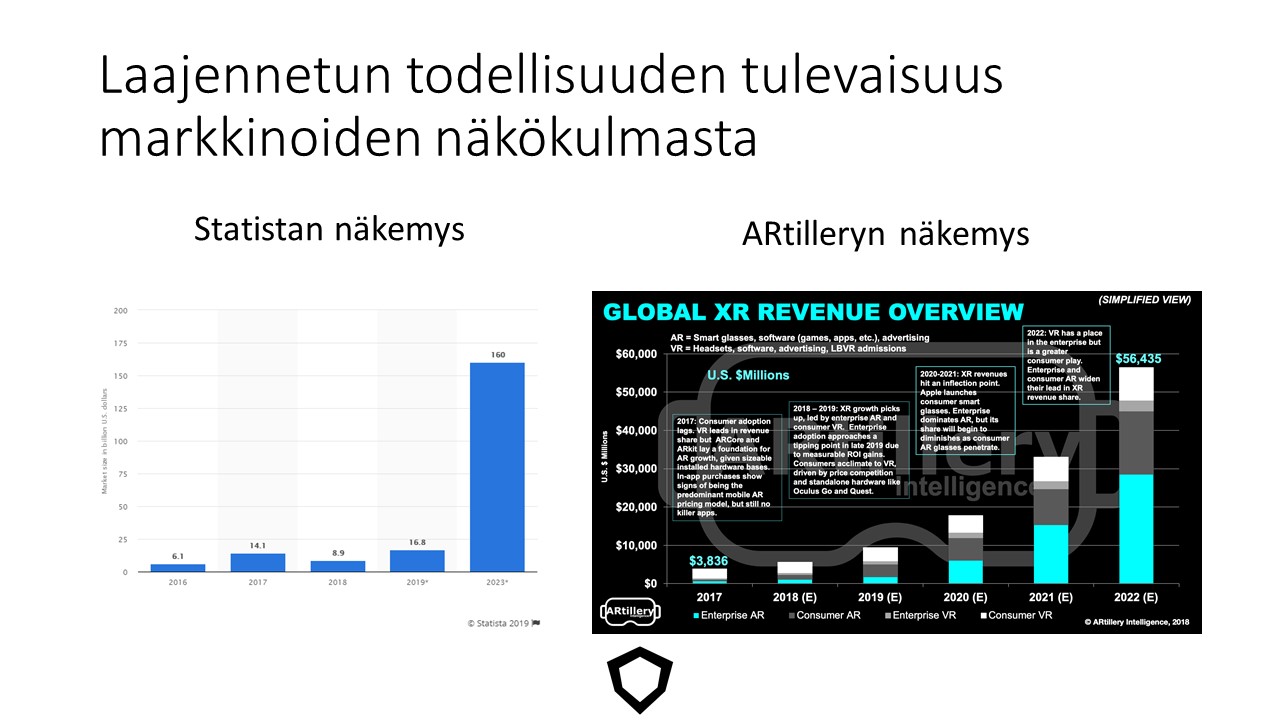 Laajennetun todellisuuden tulevaisuus
markkinoiden näkökulmasta
Statistan näkemys
ARtilleryn näkemys
200
175
150
125
100
75
50
25
0
Market size in billion U.S. dollars
6.1
14.1
8.9
16.8
160
2016
2017
2018
2019*
2023*
© Statista 2019
(SIMPLIFIED VIEW)
GLOBAL XR REVENUE OVERVIEW
AR = Smart glasses, software (games, apps, etc.), advertising
VR = Headsets, software, advertising, LBVR admissions
U.S. $Millions
$60,000
$50,000
$40,000
$30,000
$20,000
$10,000
$0
U.S. $ Millions
2017: Consumer adoption
lags. VR leads in revenue
share but ARCore and
ARkit lay a foundation for
AR growth, given sizeable
installed hardware bases.
In-app purchases show
signs of being the
predominant mobile AR
pricing model, but still no
killer apps.
2018 – 2019: XR growth picks
up, led by enterprise AR and
consumer VR. Enterprise
adoption approaches a
tipping point in late 2019 due
to measurable ROI gains.
Consumers acclimate to VR,
driven by price competition
and standalone hardware like
Oculus Go and Quest.
2020-2021: XR revenues
hit an inflection point.
Apple launches
consumer smart
glasses. Enterprise
dominates AR, but its
share will begin to
diminishes as consumer
AR glasses penetrate.
2022: VR has a place
in the enterprise but
is a greater
consumer play.
Enterprise and
consumer AR widen
their lead in XR
revenue share.
$3,836
$56,435
ARtillery
Intelligence
2017
2018 (E)
2019 (E)
2020 (E)
2021 (E)
2022 (E)
Enterprise AR
Consumer AR
Enterprise VR
Consumer VR
ARtillery
© ARtillery Intelligence, 2018